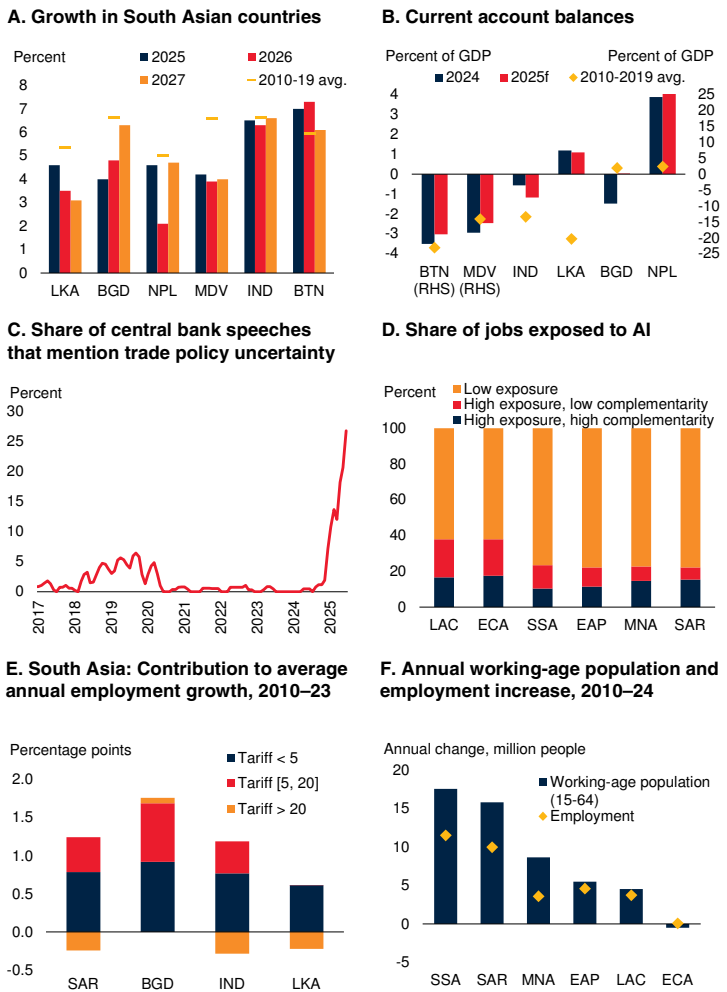 A. Growth in South Asian countries
Percent
2025
2026
2027
2010-19 avg.
8
7
6
5
4
3
2
1
0
LKA BGD NPL MDV IND BTN
B. Current account balances
Percent of GDP
Percent of GDP
2024
2025f
2010-2019 avg.
4
3
2
1
0
-1
-2
-3
-4
25
20
15
10
5
0
-5
-10
-15
-20
-25
BTN MDV IND LKA BGD NPL
(RHS) (RHS)
C. Share of central bank speeches
that mention trade policy uncertainty
Percent
30
25
20
15
10
5
0
2017 2018 2019 2020 2021 2022 2023 2024 2025
D. Share of jobs exposed to AI
Percent
Low exposure
High exposure, low complementarity
High exposure, high complementarity
100
80
60
40
20
0
LAC ECA SSA EAP MNA SAR
E. South Asia: Contribution to average
annual employment growth, 2010–23
Percentage points
Tariff < 5
Tariff [5, 20]
Tariff > 20
2.0
1.5
1.0
0.5
0.0
-0.5
SAR BGD IND LKA
F. Annual working-age population and
employment increase, 2010–24
Annual change, million people
Working-age population
(15-64)
Employment
20
15
10
5
0
-5
SSA SAR MNA EAP LAC ECA